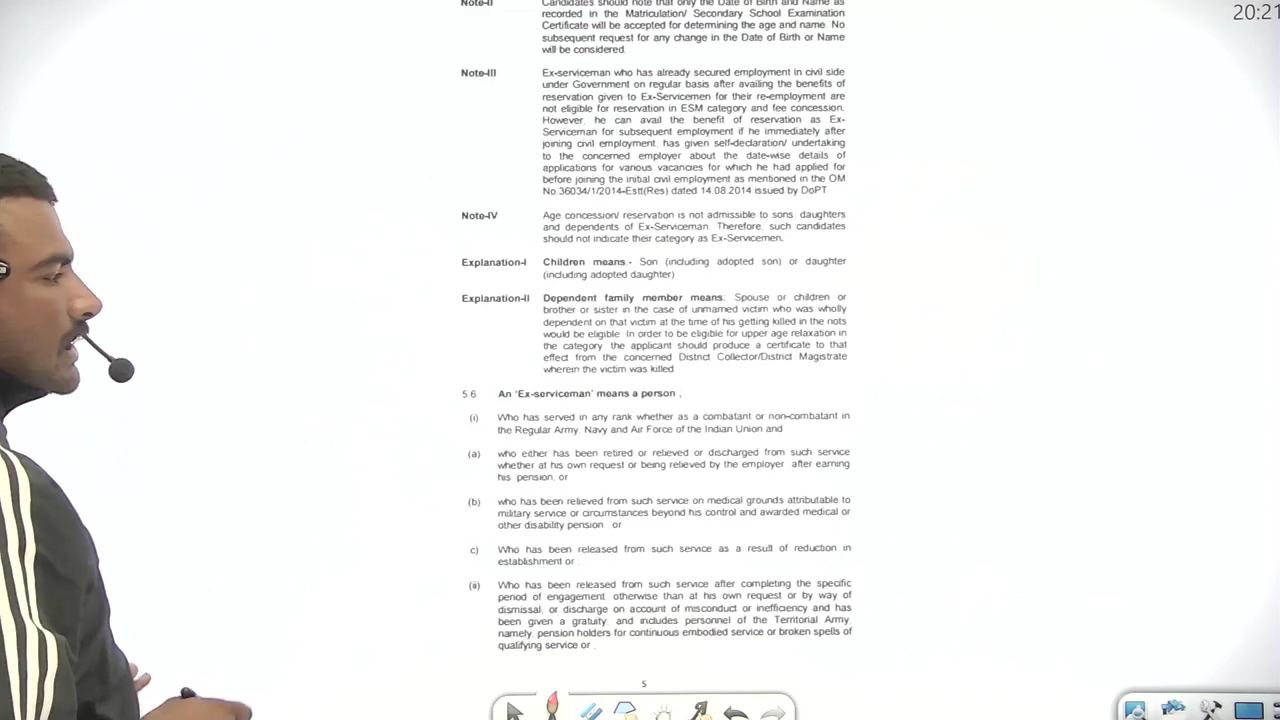 20:21
Note-II Candidates should note that only the Date of Birth and Name as
recorded in the Matriculation/ Secondary School Examination
Certificate will be accepted for determining the age and name. No
subsequent request for any change in the Date of Birth or Name
will be considered.
Note-III Ex-serviceman who has already secured employment in civil side
under Government on regular basis after availing the benefits of
reservation given to Ex-Servicemen for their re-employment are
not eligible for reservation in ESM category and fee concession.
However, he can avail the benefit of reservation as Ex-
Serviceman for subsequent employment if he immediately after
joining civil employment, has given self-declaration/ undertaking
to the concerned employer about the date-wise details of
applications for various vacancies for which he had applied for
before joining the initial civil employment as mentioned in the OM
No.36034/1/2014-Estt(Res) dated 14.08.2014 issued by DoPT
Note-IV Age concession/ reservation is not admissible to sons, daughters
and dependents of Ex-Serviceman. Therefore, such candidates
should not indicate their category as Ex-Servicemen.
Explanation-I Children means - Son (including adopted son) or daughter
(including adopted daughter)
Explanation-II Dependent family member means: Spouse or children or
brother or sister in the case of unmarried victim who was wholly
dependent on that victim at the time of his getting killed in the riots
would be eligible. In order to be eligible for upper age relaxation in
the category, the applicant should produce a certificate to that
effect from the concerned District Collector/District Magistrate
wherein the victim was killed
5.6 An 'Ex-serviceman' means a person ,
(i) Who has served in any rank whether as a combatant or non-combatant in
the Regular Army, Navy and Air Force of the Indian Union and
(a) who either has been retired or relieved or discharged from such service
whether at his own request or being relieved by the employer after earning
his pension, or
(b) who has been relieved from such service on medical grounds attributable to
military service or circumstances beyond his control and awarded medical or
other disability pension or
c) Who has been released from such service as a result of reduction in
establishment or .
(ii) Who has been released from such service after completing the specific
period of engagement, otherwise than at his own request or by way of
dismissal, or discharge on account of misconduct or inefficiency and has
been given a gratuity; and includes personnel of the Territorial Army,
namely, pension holders for continuous embodied service or broken spells of
qualifying service or .
5